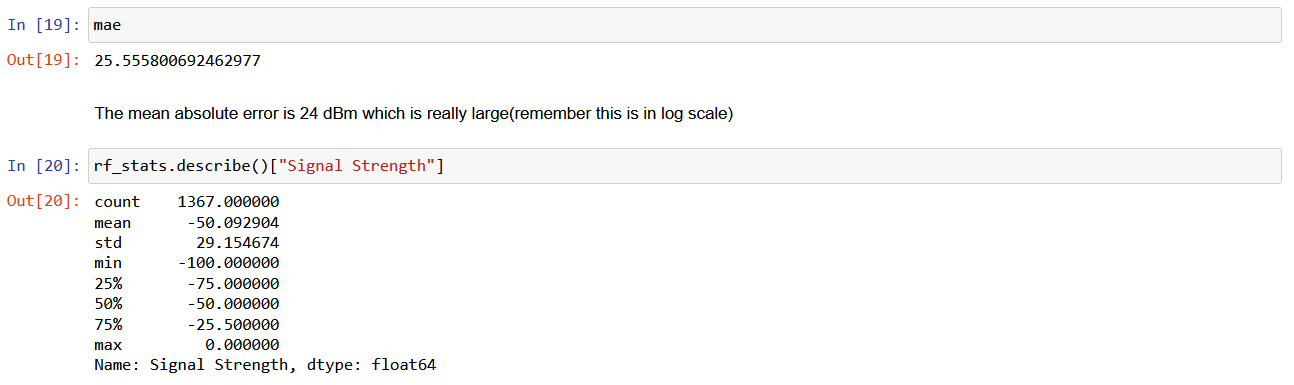 In [19]: mae
Out[19]: 25.555800692462977
The mean absolute error is 24 dBm which is really large(remember this is in log scale)
In [20]: rf_stats.describe()["Signal Strength"]
Out[20]: count    1367.000000
mean      -50.092904
std        29.154674
min      -100.000000
25%       -75.000000
50%       -50.000000
75%       -25.500000
max         0.000000
Name: Signal Strength, dtype: float64